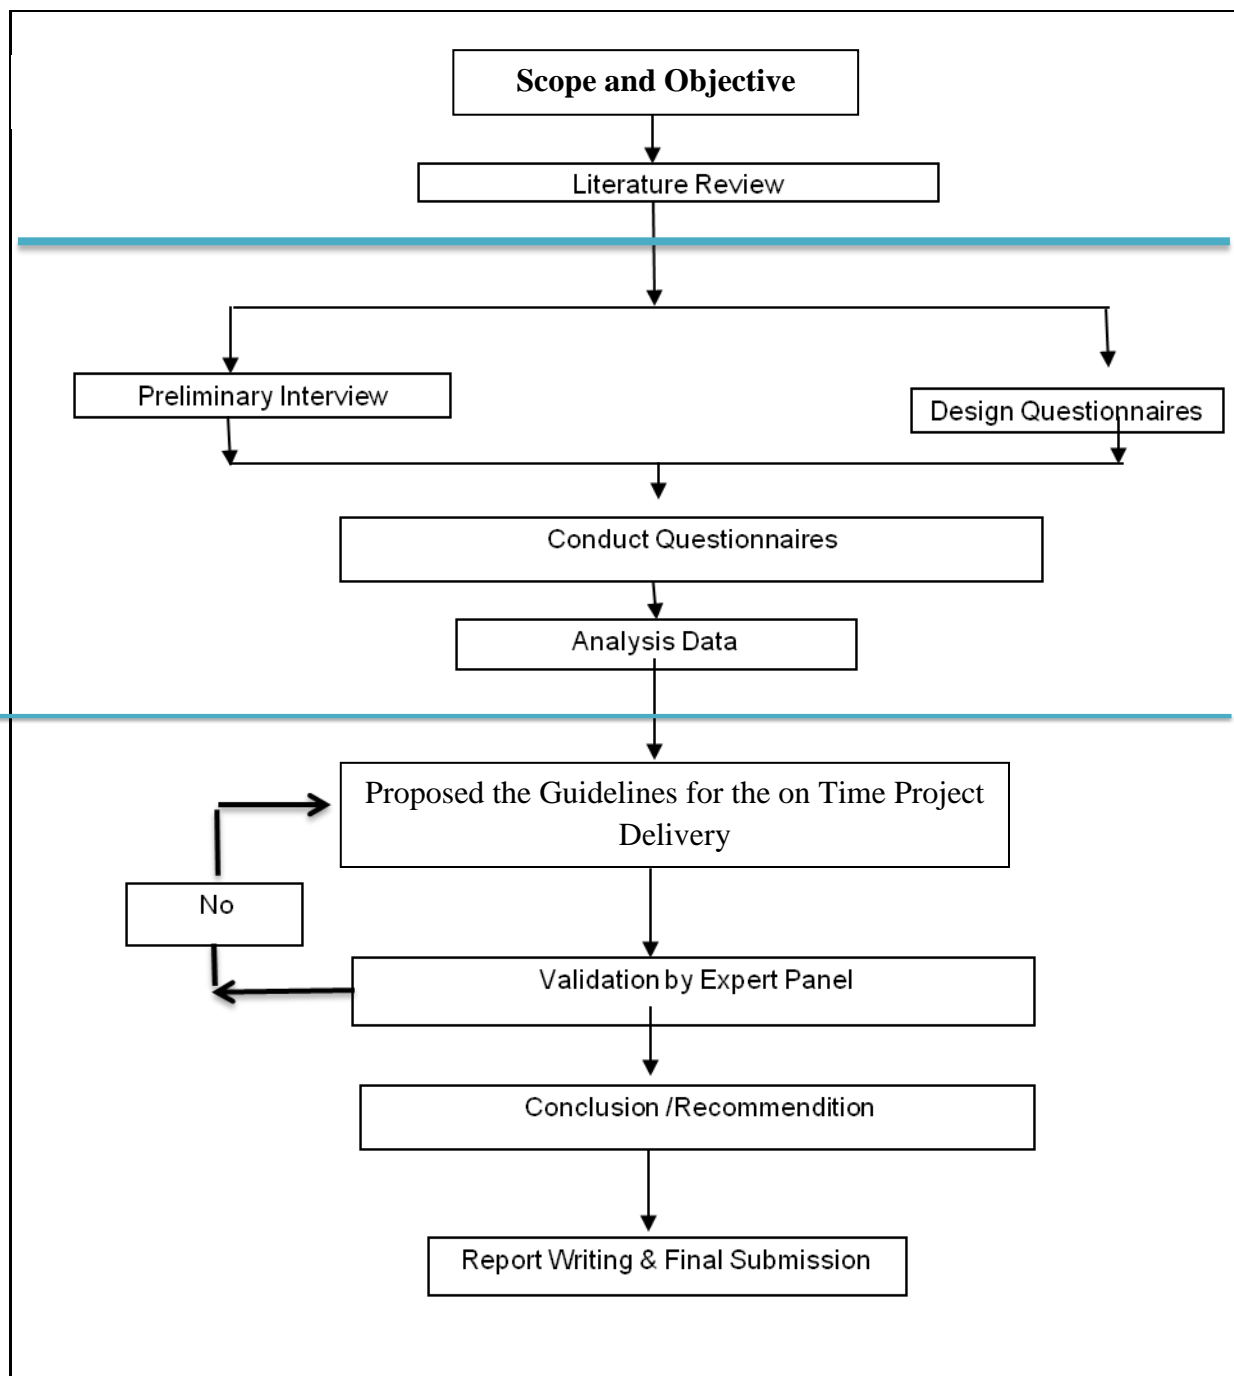 Scope and Objective
Literature Review
Preliminary Interview
Design Questionnaires
Conduct Questionnaires
Analysis Data
Proposed the Guidelines for the on Time Project
Delivery
No
Validation by Expert Panel
Conclusion /Recommendition
Report Writing & Final Submission